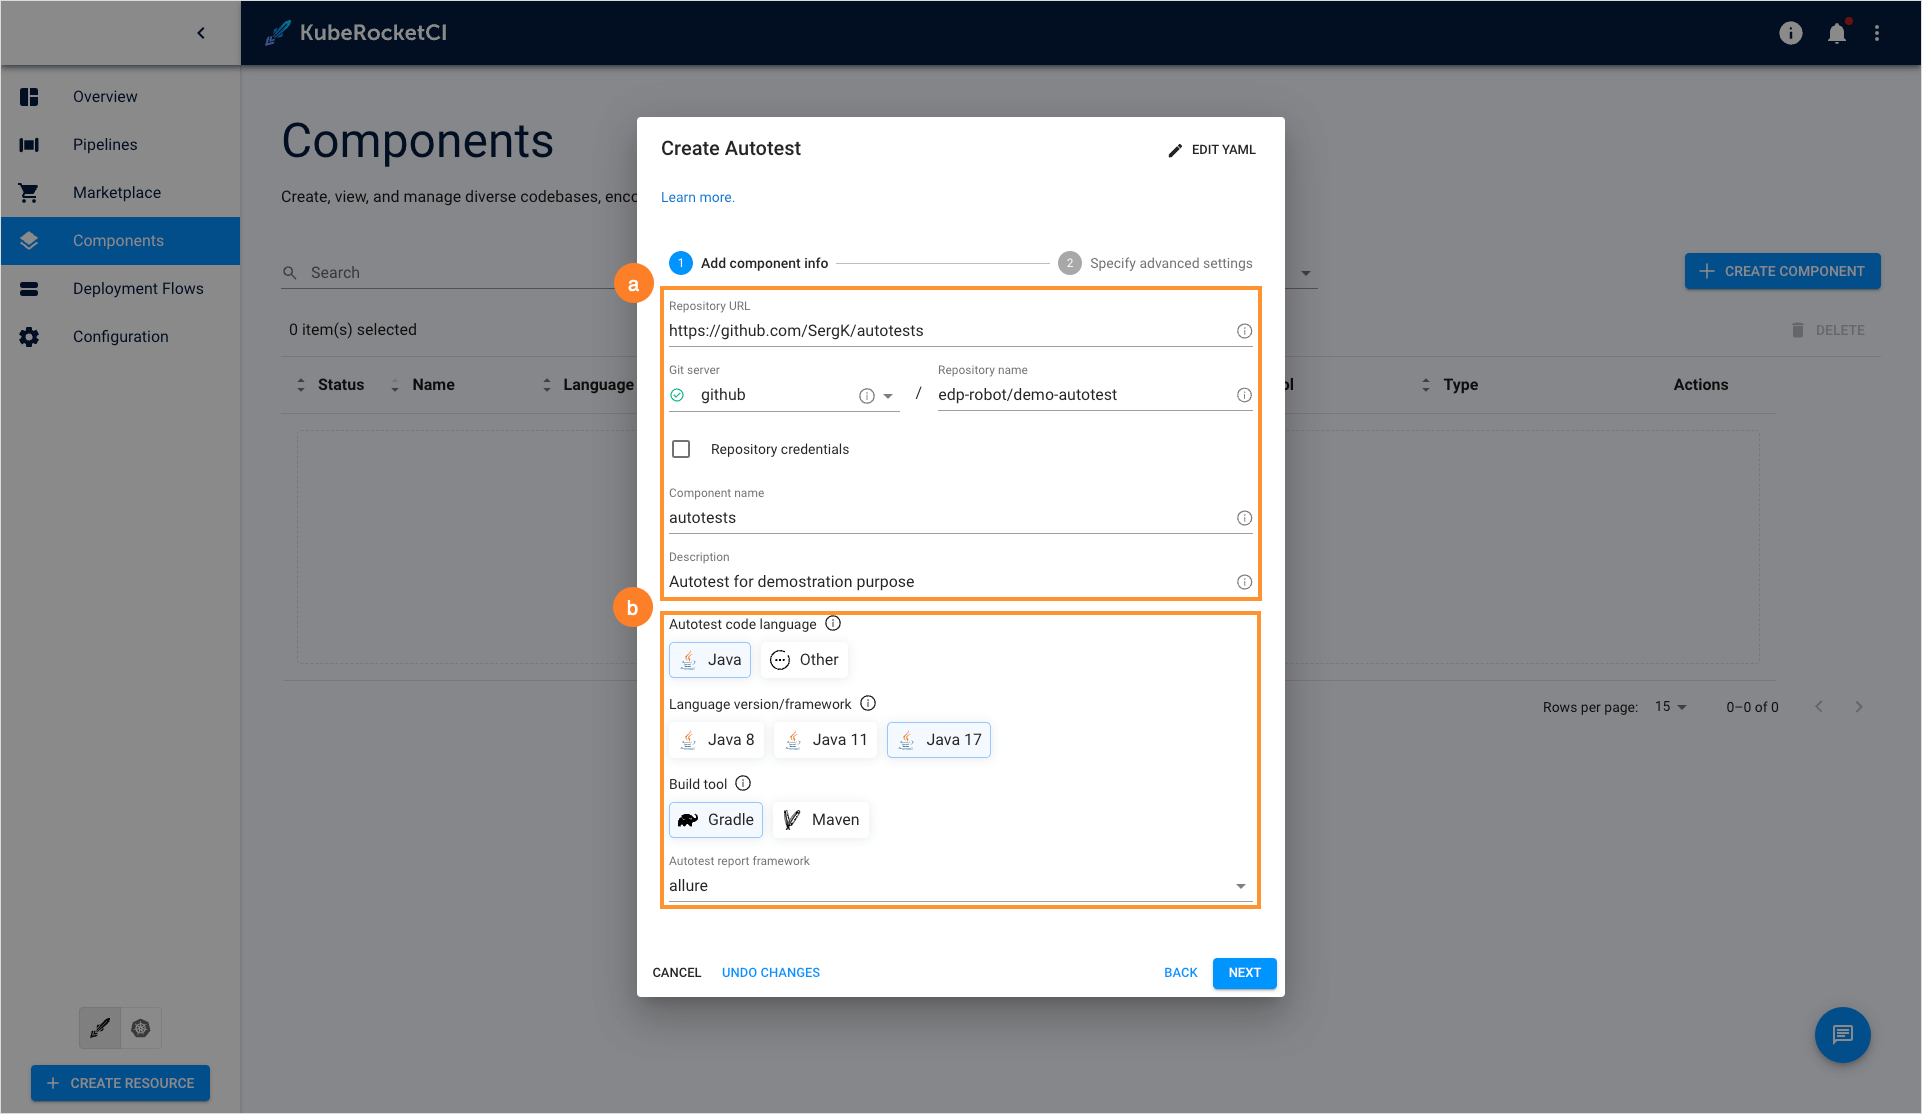 KubeRocketCI
Overview
Pipelines
Marketplace
Components
Deployment Flows
Configuration
CREATE RESOURCE
Components
Create, view, and manage diverse codebases, enco
Search
CREATE COMPONENT
0 item(s) selected
DELETE
Status Name Language Type Actions
Rows per page: 15 0–0 of 0
Create Autotest
EDIT YAML
Learn more.
1 Add component info
2 Specify advanced settings
a
Repository URL
https://github.com/SergK/autotests
Git server
github
/
Repository name
edp-robot/demo-autotest
Repository credentials
Component name
autotests
Description
Autotest for demostration purpose
b
Autotest code language
Java Other
Language version/framework
Java 8 Java 11 Java 17
Build tool
Gradle Maven
Autotest report framework
allure
CANCEL UNDO CHANGES BACK NEXT